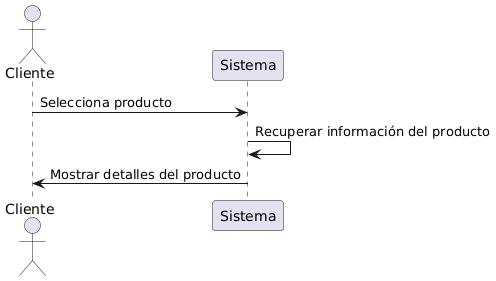 Cliente
Sistema
Selecciona producto
Recuperar información del producto
Mostrar detalles del producto
Cliente
Sistema